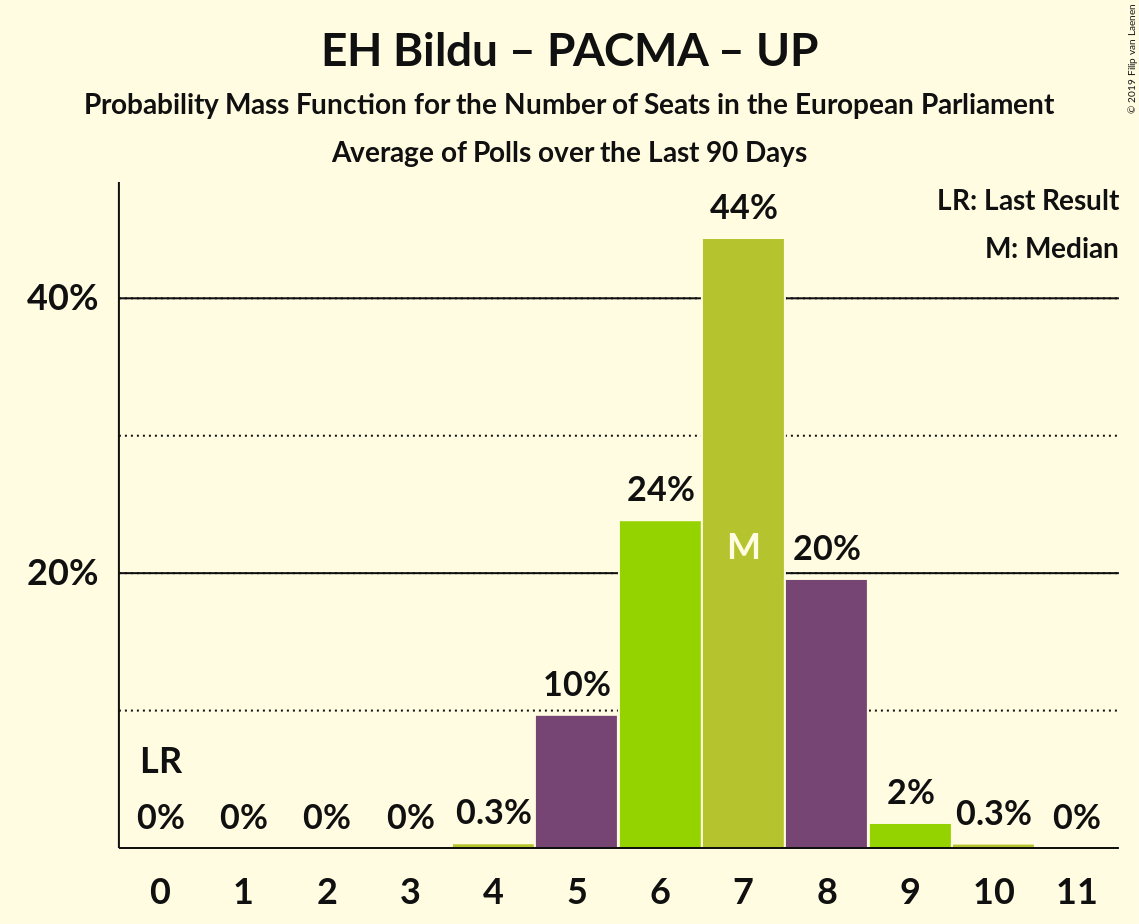 EH Bildu – PACMA – UP
Probability Mass Function for the Number of Seats in the European Parliament
Average of Polls over the Last 90 Days
© 2019 Filip van Laenen
LR: Last Result
M: Median
44%
40%
24%
M
20%
20%
10%
LR
0%
0%
0%
0%
0.3%
2%
0.3%
0%
0 1 2 3 4 5 6 7 8 9 10 11